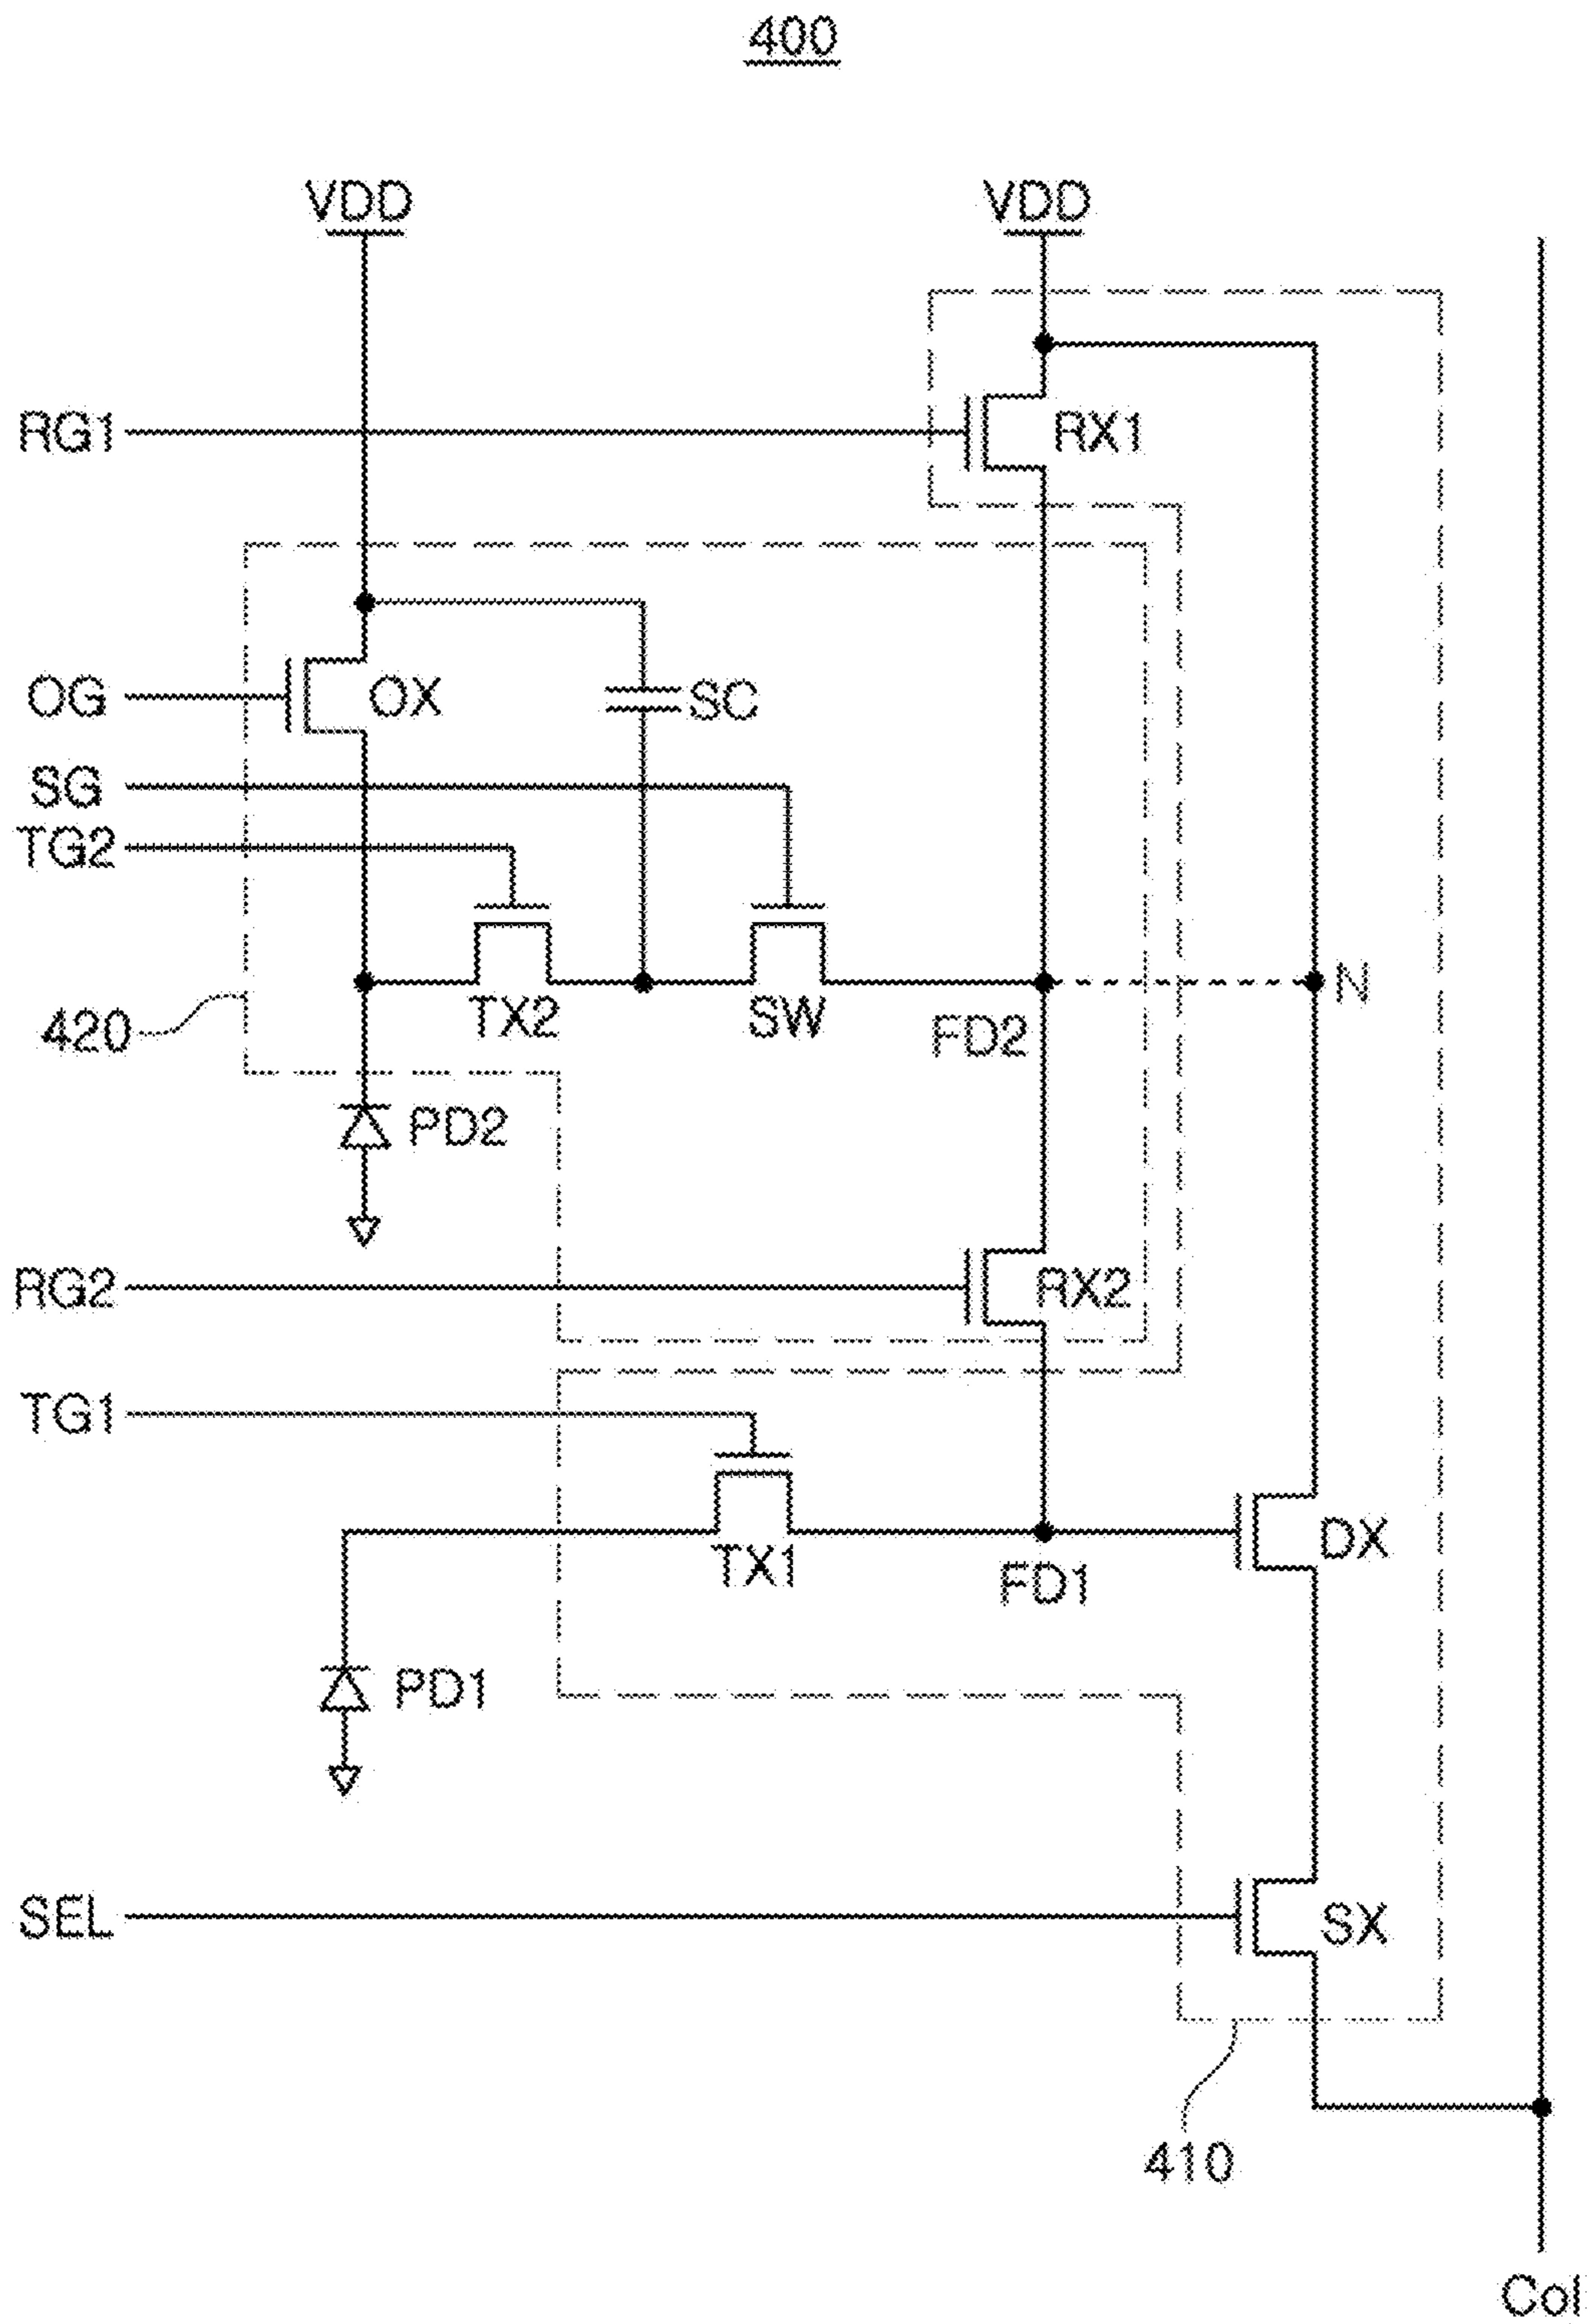 400
VDD VDD
RG1 RX1
OG OX SC
SG
TG2
TX2 SW FD2 N
420
PD2
RG2 RX2
TG1
TX1 FD1 DX
PD1
SEL SX
410
Col